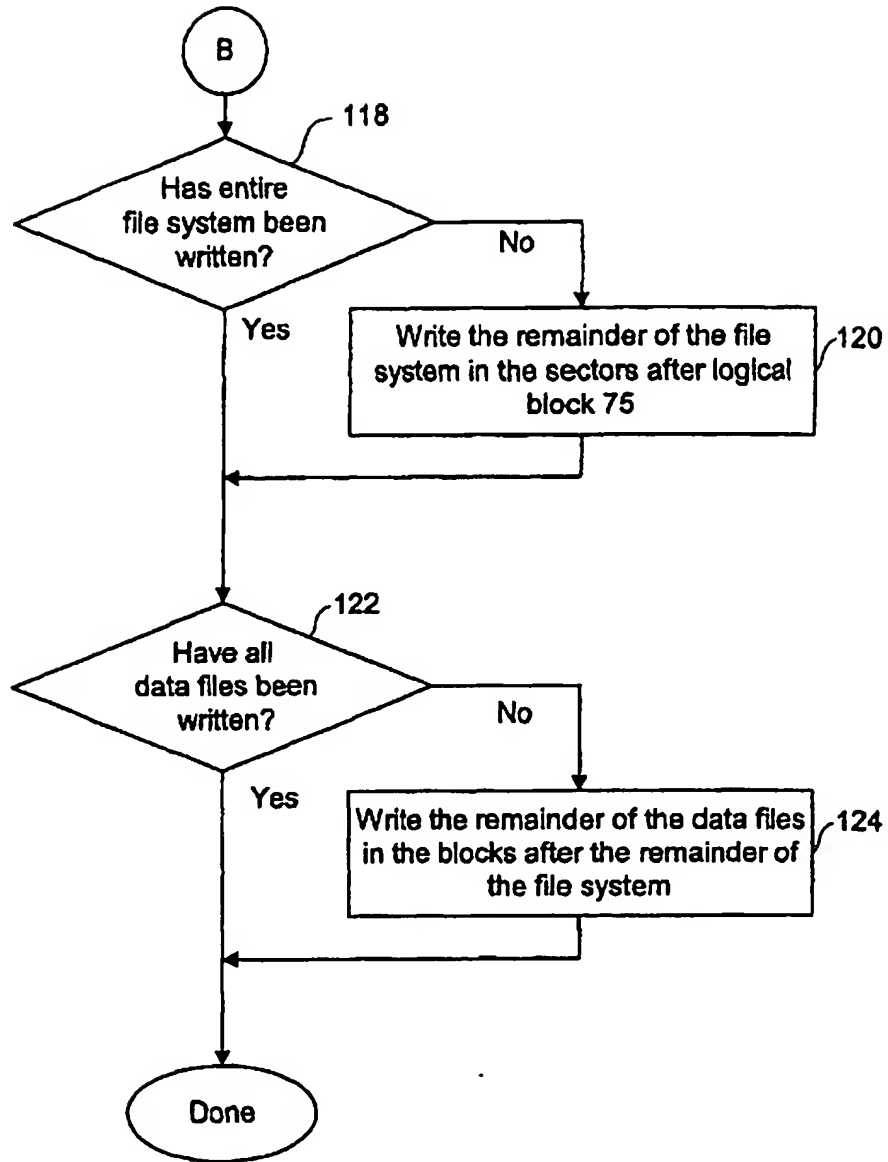 B
118
Has entire
file system been
written?
No
Yes
Write the remainder of the file
system in the sectors after logical
block 75
120
122
Have all
data files been
written?
No
Yes
Write the remainder of the data files
in the blocks after the remainder of
the file system
124
Done